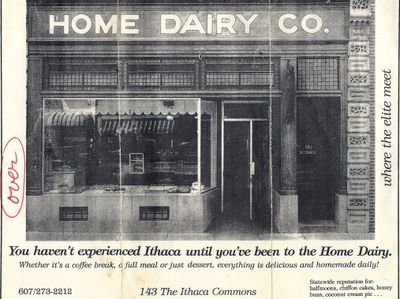 HOME DAIRY CO.
where the elite meet
over
You haven't experienced Ithaca until you've been to the Home Dairy.
Whether it's a coffee break, a full meal or just dessert, everything is delicious and homemade daily!
607/273-2212
143 The Ithaca Commons
Statewide reputation for
halfmoons, chiffon cakes, honey
buns, coconut cream pie . . .